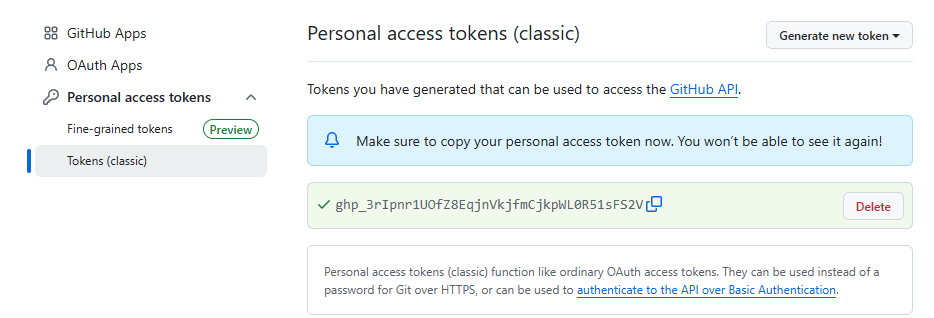 GitHub Apps
OAuth Apps
Personal access tokens
Fine-grained tokens Preview
Tokens (classic)
Personal access tokens (classic)
Generate new token
Tokens you have generated that can be used to access the GitHub API.
Make sure to copy your personal access token now. You won’t be able to see it again!
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
Delete
Personal access tokens (classic) function like ordinary OAuth access tokens. They can be used instead of a
password for Git over HTTPS, or can be used to authenticate to the API over Basic Authentication.